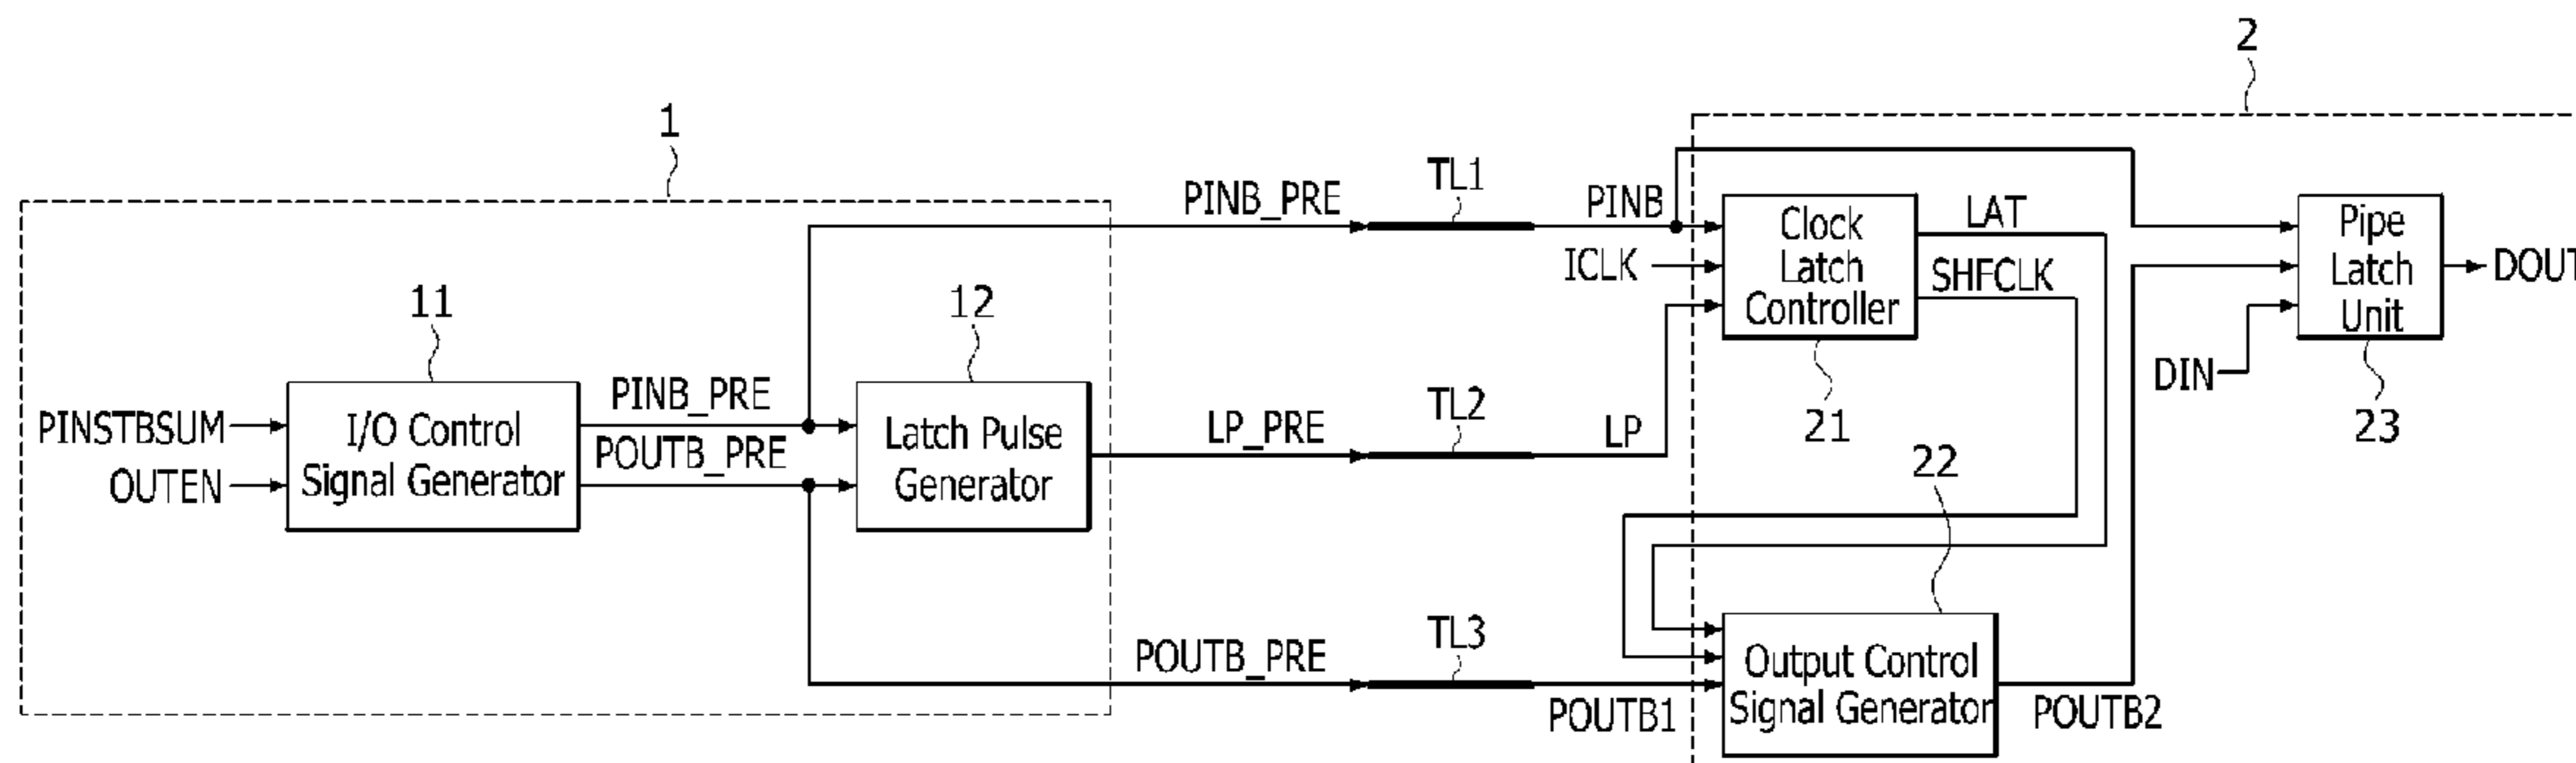 2
1
PINB_PRE
TL1
PINB
ICLK
Clock
Latch
Controller
LAT
SHFCLK
Pipe
Latch
Unit
DOUT
DIN
21
23
11
12
PINSTBSUM
OUTEN
I/O Control
Signal Generator
PINB_PRE
POUTB_PRE
Latch Pulse
Generator
LP_PRE
TL2
LP
22
POUTB_PRE
TL3
POUTB1
Output Control
Signal Generator
POUTB2